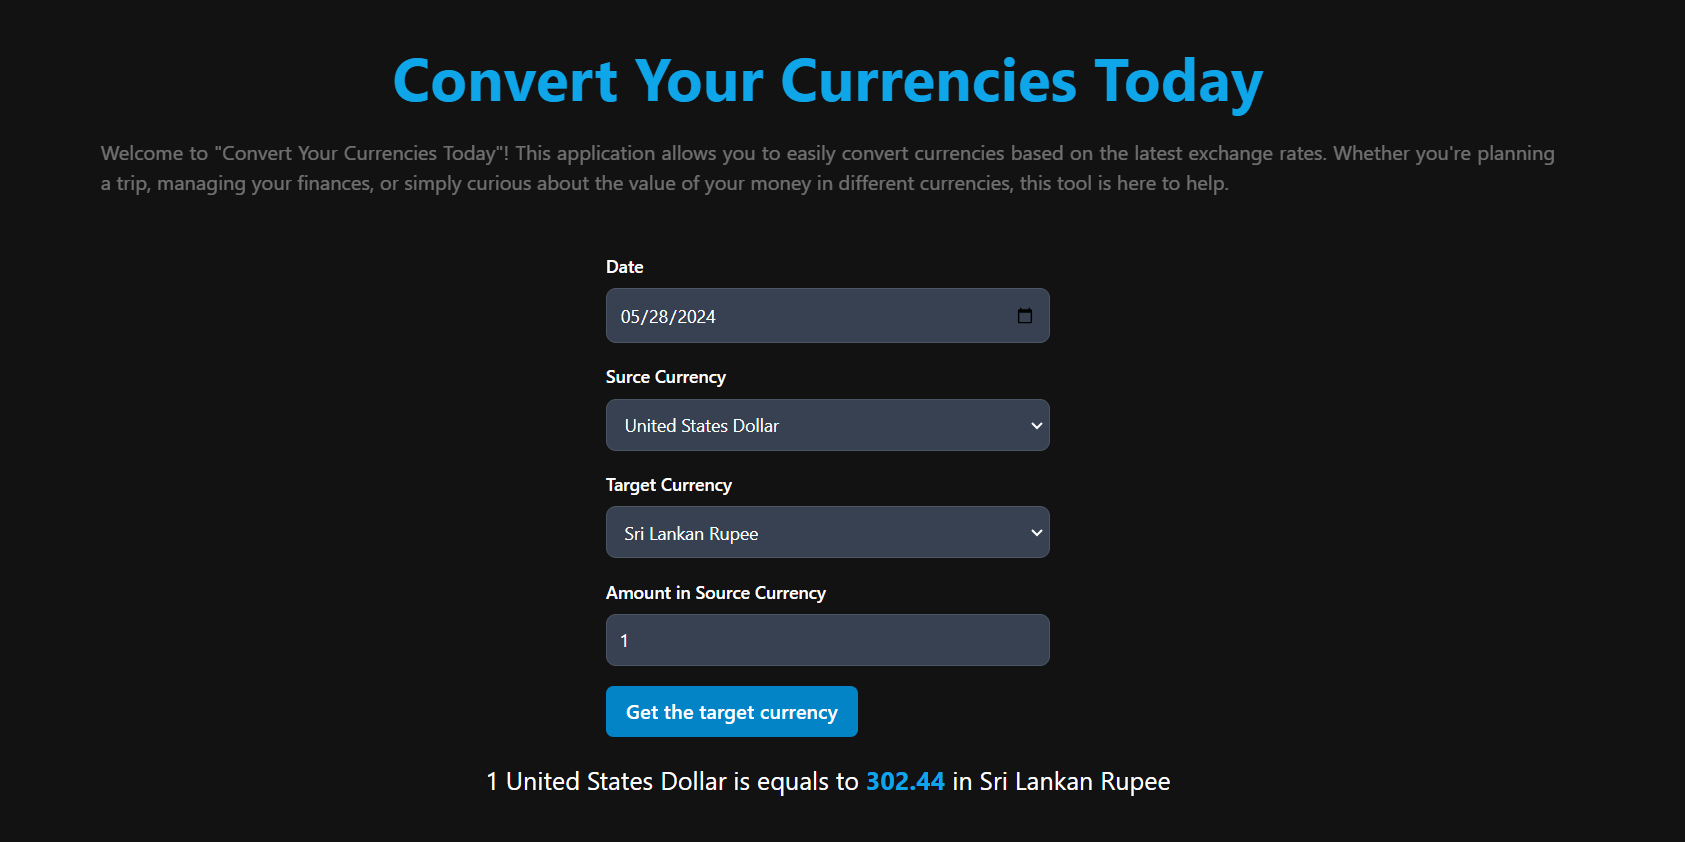 Convert Your Currencies Today
Welcome to "Convert Your Currencies Today"! This application allows you to easily convert currencies based on the latest exchange rates. Whether you're planning
a trip, managing your finances, or simply curious about the value of your money in different currencies, this tool is here to help.
Date
05/28/2024
Surce Currency
United States Dollar
Target Currency
Sri Lankan Rupee
Amount in Source Currency
1
Get the target currency
1 United States Dollar is equals to 302.44 in Sri Lankan Rupee